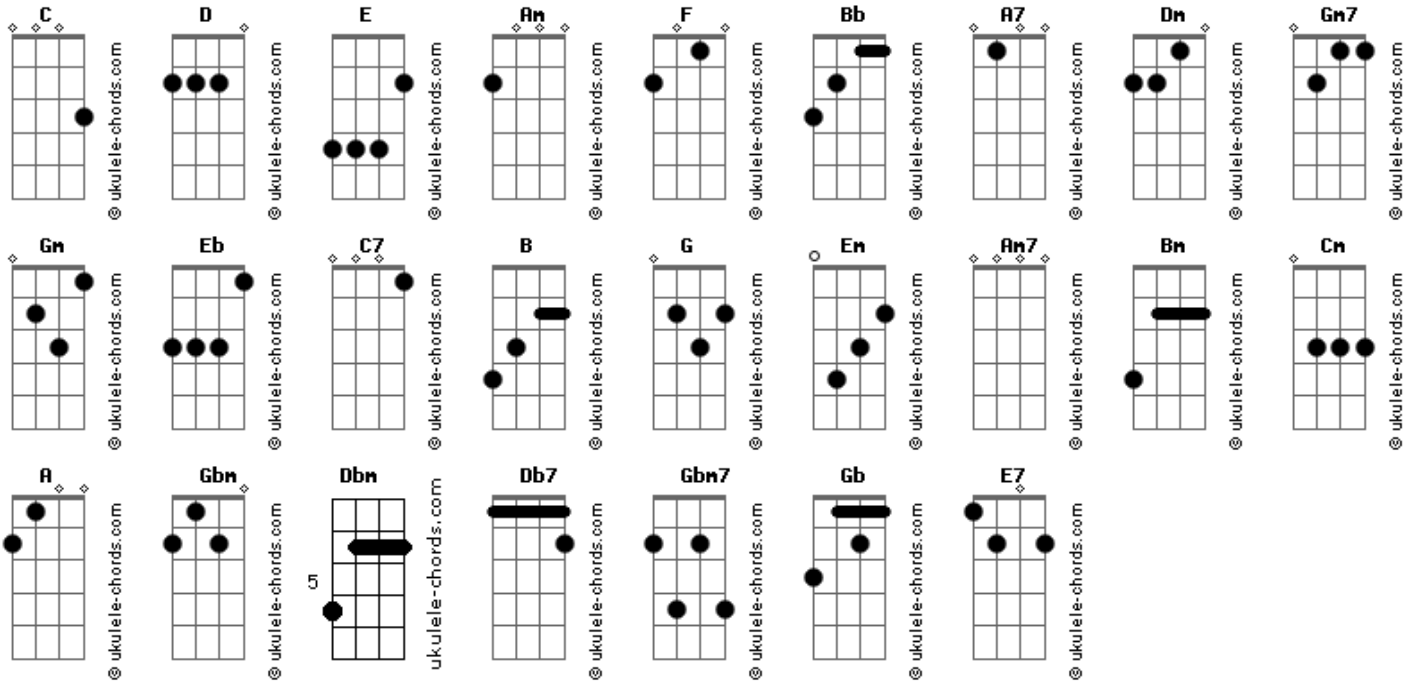 C D E Am F Bb A7 Dm Gm7
© ukulele-chords.com © ukulele-chords.com © ukulele-chords.com © ukulele-chords.com © ukulele-chords.com © ukulele-chords.com © ukulele-chords.com © ukulele-chords.com © ukulele-chords.com
Gm Eb C7 B G Em Am7 Bm Cm
© ukulele-chords.com © ukulele-chords.com © ukulele-chords.com © ukulele-chords.com © ukulele-chords.com © ukulele-chords.com © ukulele-chords.com © ukulele-chords.com © ukulele-chords.com
A Gbm Dbm Db7 Gbm7 Gb E7
5
© ukulele-chords.com © ukulele-chords.com ukulele-chords.com © ukulele-chords.com © ukulele-chords.com © ukulele-chords.com © ukulele-chords.com